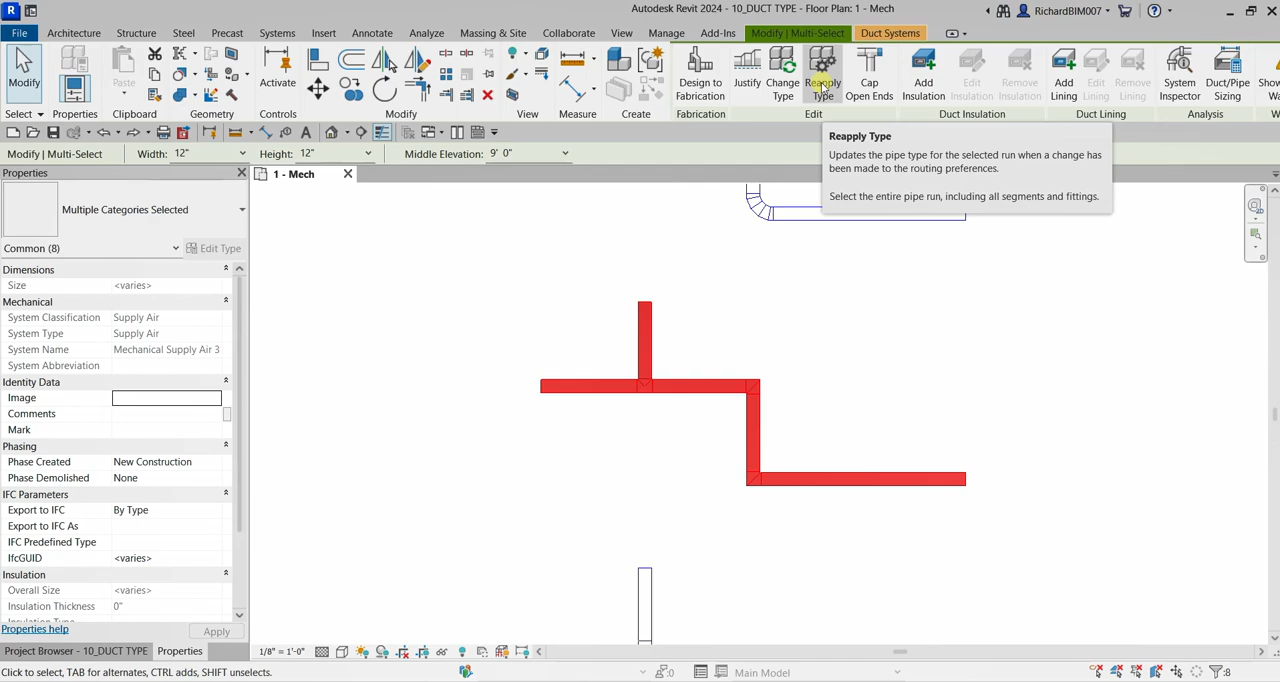 R Autodesk Revit 2024 - 10_DUCT TYPE - Floor Plan: 1 - Mech RichardBIM007
File Architecture Structure Steel Precast Systems Insert Annotate Analyze Massing & Site Collaborate View Manage Add-Ins Modify | Multi-Select Duct Systems
Modify Properties Paste Activate Design to Fabrication Justify Change Type Reapply Type Cap Open Ends Add Insulation Edit Insulation Remove Insulation Add Lining Edit Lining Remove Lining System Inspector Duct/Pipe Sizing
Select Properties Clipboard Geometry Controls Modify View Measure Create Fabrication Edit Duct Insulation Duct Lining Analysis
Reapply Type
Updates the pipe type for the selected run when a change has
been made to the routing preferences.
Select the entire pipe run, including all segments and fittings.
Modify | Multi-Select Width: 12" Height: 12" Middle Elevation: 9' 0"
Properties
1 - Mech
Multiple Categories Selected
Common (8) Edit Type
Dimensions
Size <varies>
Mechanical
System Classification Supply Air
System Type Supply Air
System Name Mechanical Supply Air 3
System Abbreviation
Identity Data
Image
Comments
Mark
Phasing
Phase Created New Construction
Phase Demolished None
IFC Parameters
Export to IFC By Type
Export to IFC As
IFC Predefined Type
IfcGUID <varies>
Insulation
Overall Size <varies>
Insulation Thickness 0"
Properties help Apply
Project Browser - 10_DUCT TYPE Properties 1/8" = 1'-0"
Click to select, TAB for alternates, CTRL adds, SHIFT unselects. :0 Main Model :8